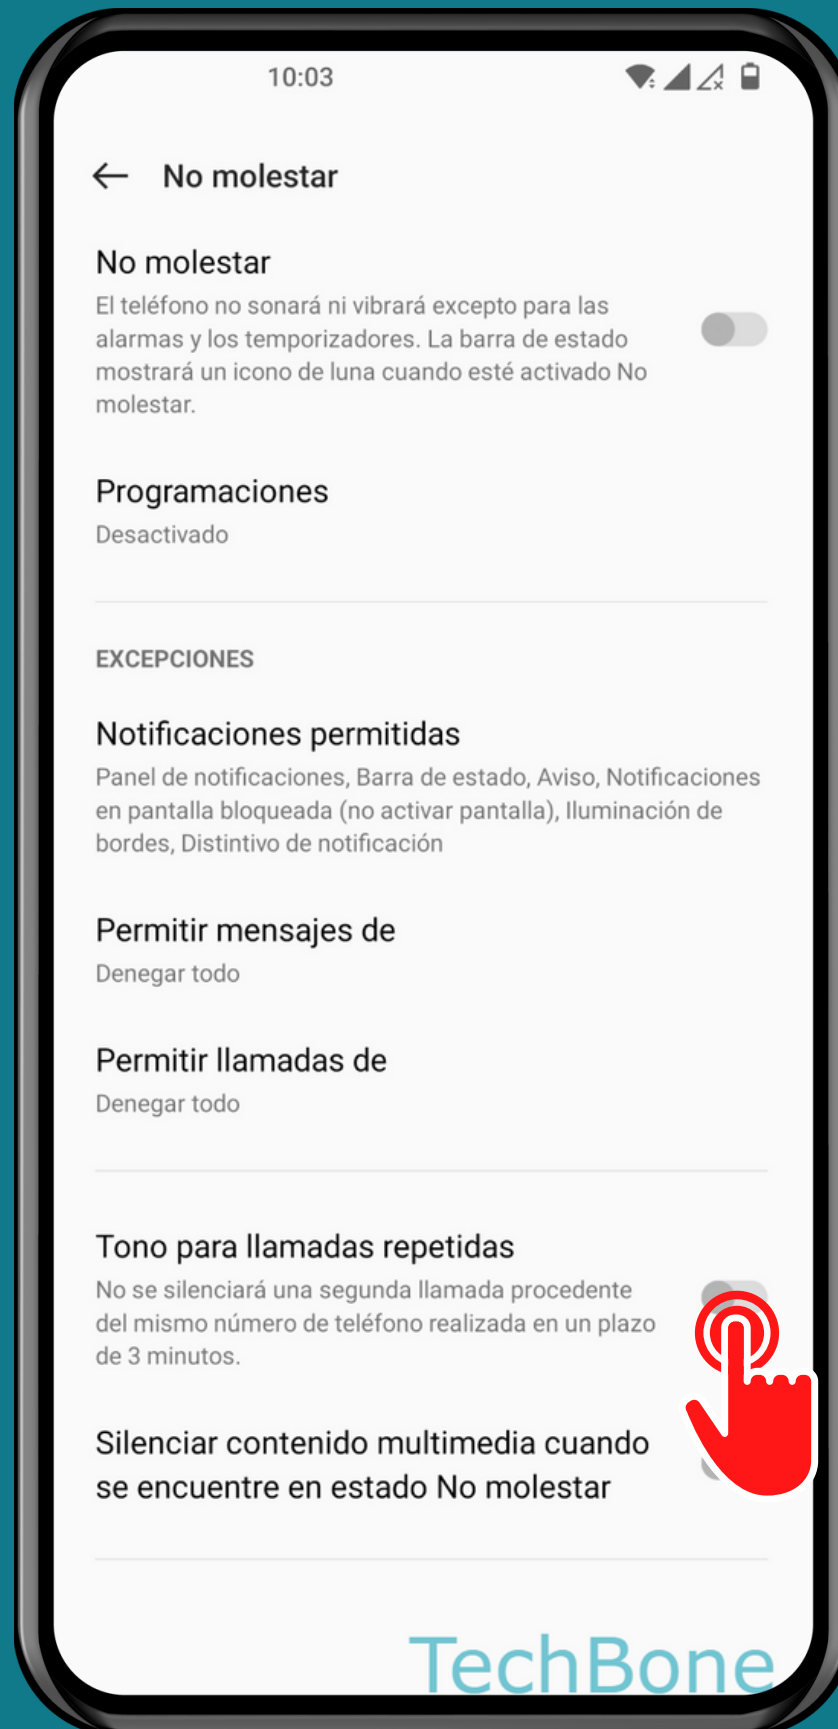 10:03
No molestar
No molestar
El teléfono no sonará ni vibrará excepto para las
alarmas y los temporizadores. La barra de estado
mostrará un icono de luna cuando esté activado No
molestar.
Programaciones
Desactivado
EXCEPCIONES
Notificaciones permitidas
Panel de notificaciones, Barra de estado, Aviso, Notificaciones
en pantalla bloqueada (no activar pantalla), Iluminación de
bordes, Distintivo de notificación
Permitir mensajes de
Denegar todo
Permitir llamadas de
Denegar todo
Tono para llamadas repetidas
No se silenciará una segunda llamada procedente
del mismo número de teléfono realizada en un plazo
de 3 minutos.
Silenciar contenido multimedia cuando
se encuentre en estado No molestar
TechBone